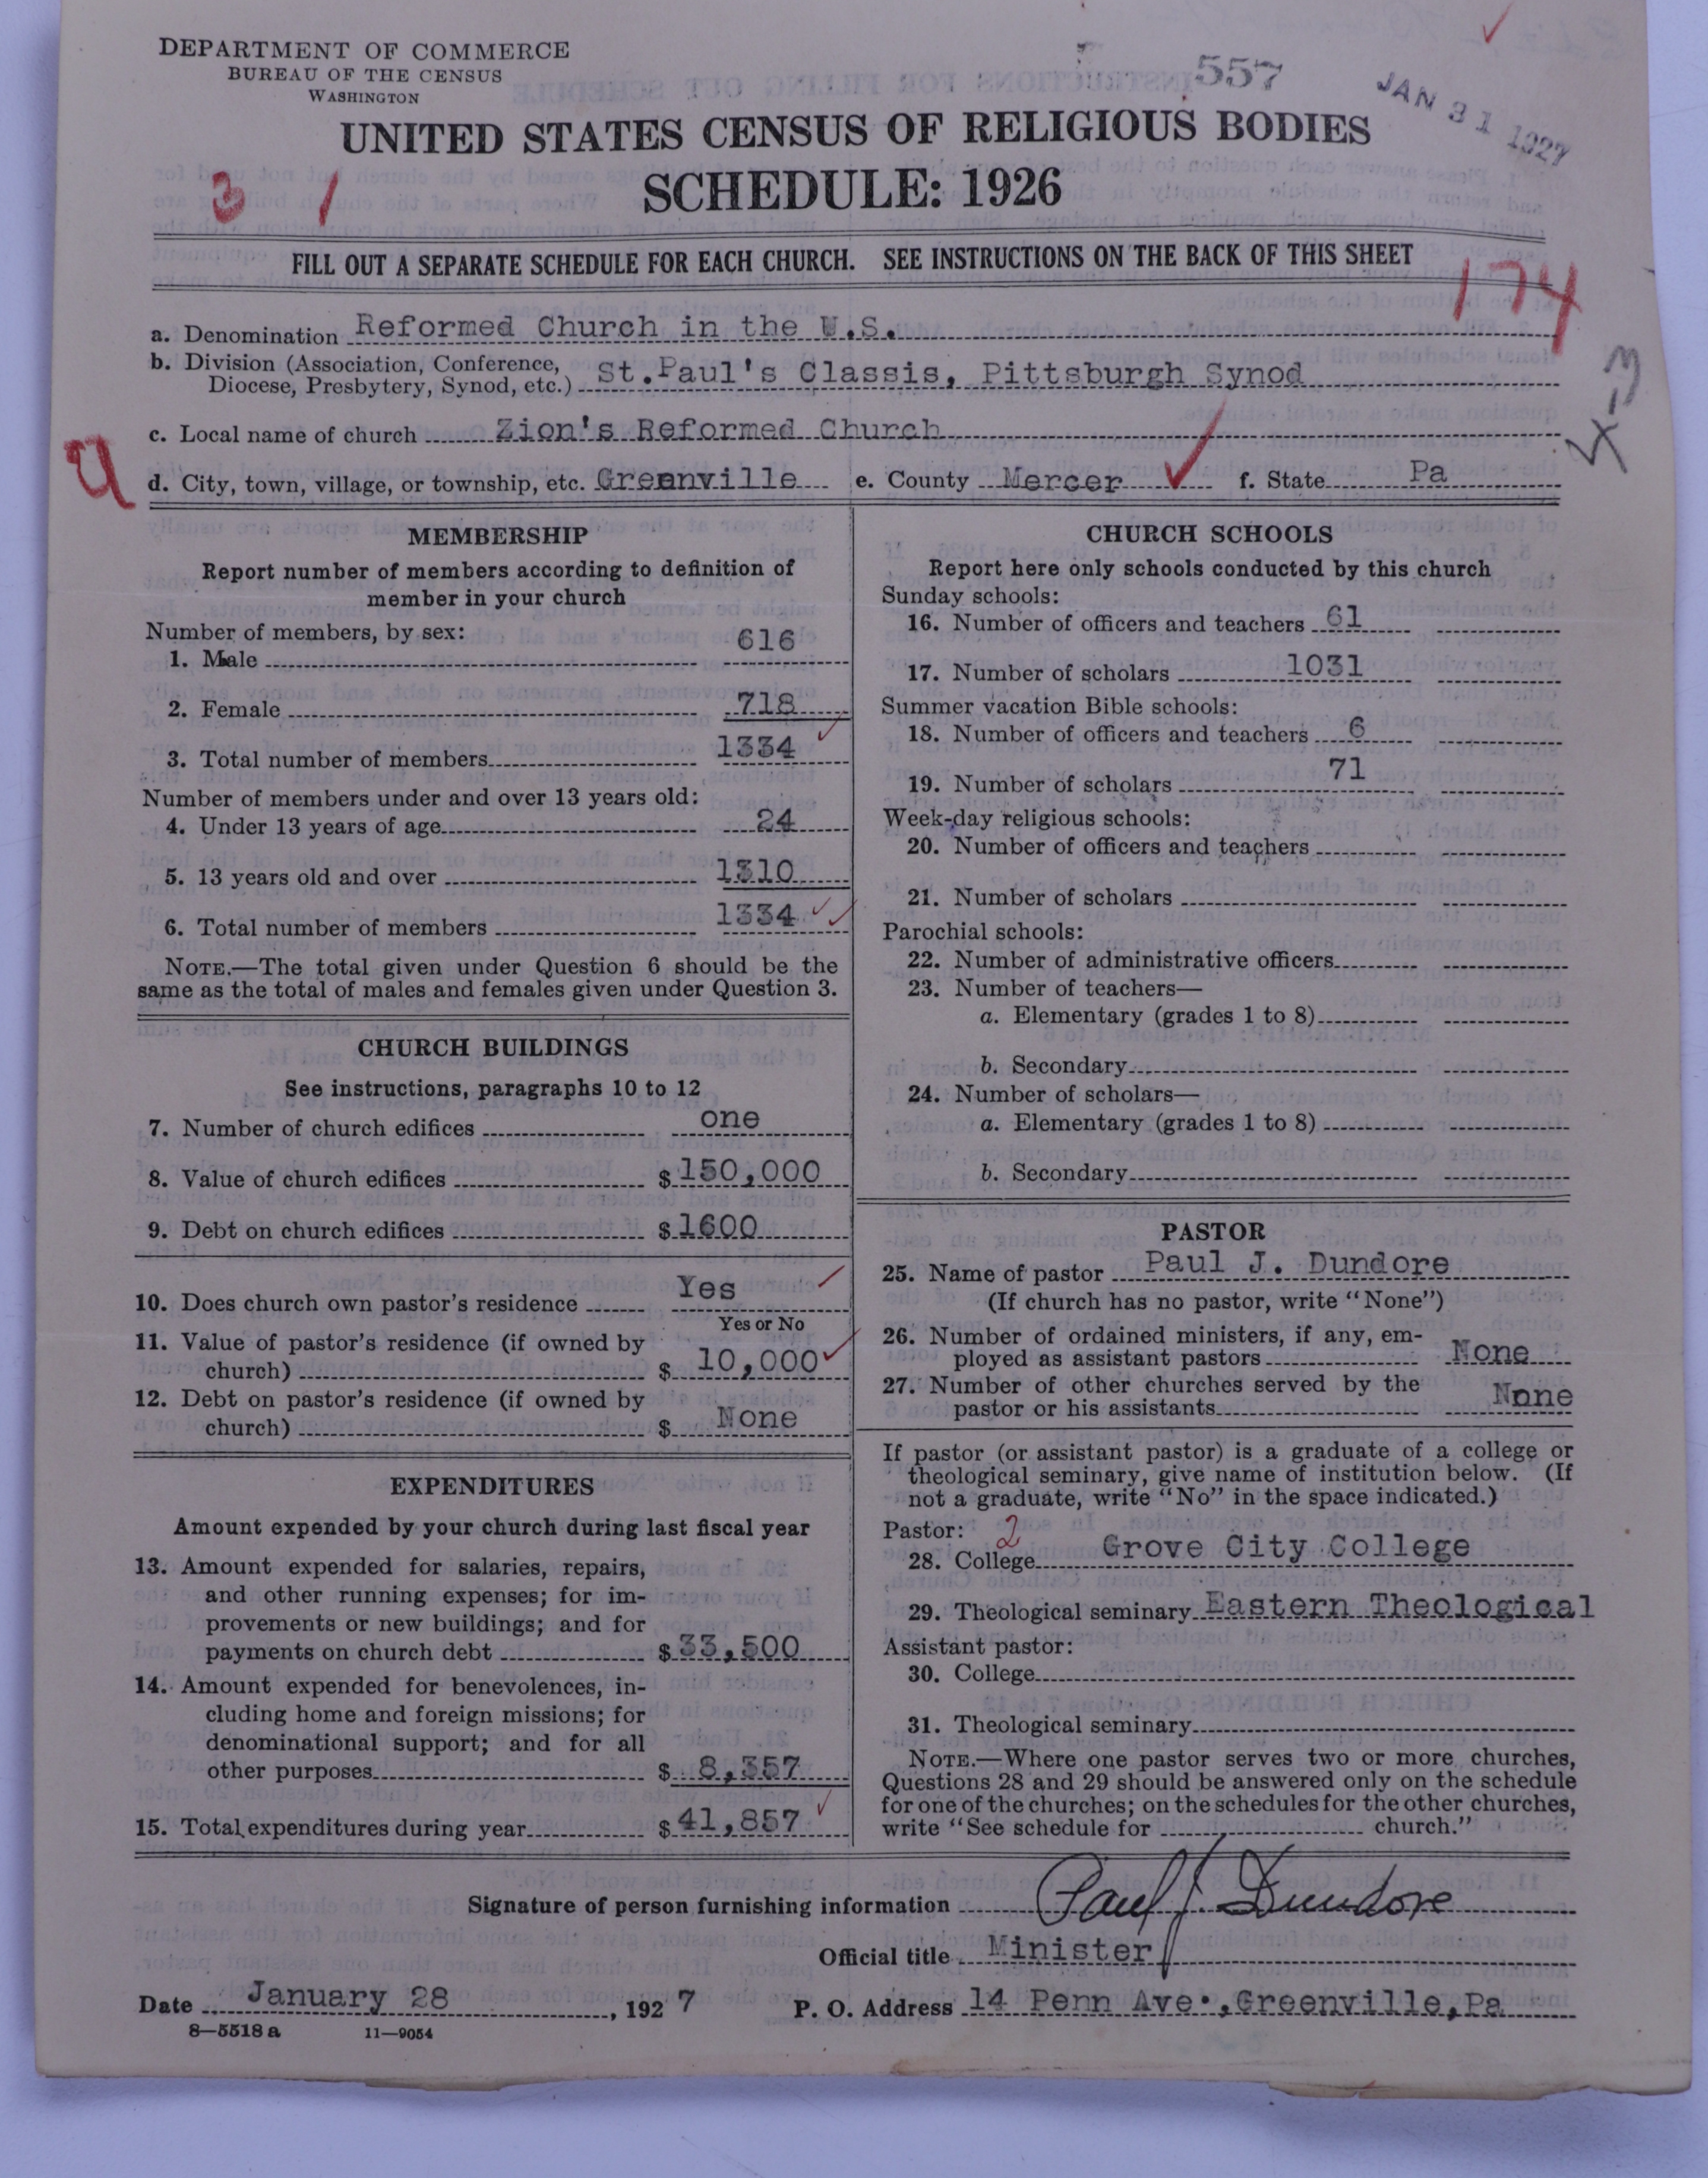 DEPARTMENT OF COMMERCE
BUREAU OF THE CENSUS
WASHINGTON
557
JAN 31 1927
UNITED STATES CENSUS OF RELIGIOUS BODIES
SCHEDULE: 1926
3 1
FILL OUT A SEPARATE SCHEDULE FOR EACH CHURCH. SEE INSTRUCTIONS ON THE BACK OF THIS SHEET
174
a. Denomination Reformed Church in the U.S.
b. Division (Association, Conference, Diocese, Presbytery, Synod, etc.) St.Paul's Classis, Pittsburgh Synod
X-3
c. Local name of church Zion's Reformed Church
9
d. City, town, village, or township, etc. Greenville e. County Mercer f. State Pa
MEMBERSHIP
Report number of members according to definition of
member in your church
Number of members, by sex:
1. Male 616
2. Female 718
3. Total number of members 1334
Number of members under and over 13 years old:
4. Under 13 years of age 24
5. 13 years old and over 1310
6. Total number of members 1334
NOTE.—The total given under Question 6 should be the
same as the total of males and females given under Question 3.
CHURCH BUILDINGS
See instructions, paragraphs 10 to 12
7. Number of church edifices one
8. Value of church edifices $ 150,000
9. Debt on church edifices $ 1600
10. Does church own pastor's residence Yes
Yes or No
11. Value of pastor's residence (if owned by
church) $ 10,000
12. Debt on pastor's residence (if owned by
church) $ None
EXPENDITURES
Amount expended by your church during last fiscal year
13. Amount expended for salaries, repairs,
and other running expenses; for im-
provements or new buildings; and for
payments on church debt $ 33,500
14. Amount expended for benevolences, in-
cluding home and foreign missions; for
denominational support; and for all
other purposes $ 8,357
15. Total expenditures during year $ 41,857
CHURCH SCHOOLS
Report here only schools conducted by this church
Sunday schools:
16. Number of officers and teachers 61
17. Number of scholars 1031
Summer vacation Bible schools:
18. Number of officers and teachers 6
19. Number of scholars 71
Week-day religious schools:
20. Number of officers and teachers
21. Number of scholars
Parochial schools:
22. Number of administrative officers
23. Number of teachers—
a. Elementary (grades 1 to 8)
b. Secondary
24. Number of scholars—
a. Elementary (grades 1 to 8)
b. Secondary
PASTOR
25. Name of pastor Paul J. Dundore
(If church has no pastor, write "None")
26. Number of ordained ministers, if any, em-
ployed as assistant pastors None
27. Number of other churches served by the
pastor or his assistants None
If pastor (or assistant pastor) is a graduate of a college or
theological seminary, give name of institution below. (If
not a graduate, write "No" in the space indicated.)
Pastor: 2
28. College Grove City College
29. Theological seminary Eastern Theological
Assistant pastor:
30. College
31. Theological seminary
NOTE.—Where one pastor serves two or more churches,
Questions 28 and 29 should be answered only on the schedule
for one of the churches; on the schedules for the other churches,
write "See schedule for church."
Signature of person furnishing information Paul J. Dundore
Official title Minister
Date January 28, 1927 P. O. Address 14 Penn Ave., Greenville, Pa
8—5518 a 11—9054